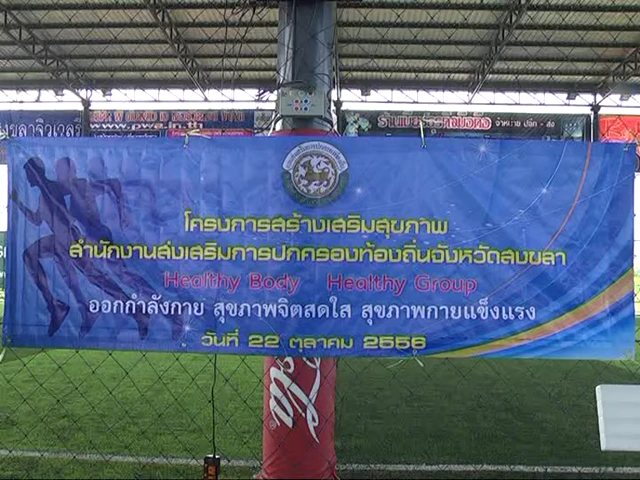 โครงการสร้างเสริมสุขภาพ
สำนักงานส่งเสริมการปกครองท้องถิ่นจังหวัดสงขลา
Healthy Body Healthy Group
ออกกำลังกาย สุขภาพจิตสดใส สุขภาพกายแข็งแรง
วันที่ 22 ตุลาคม 2556